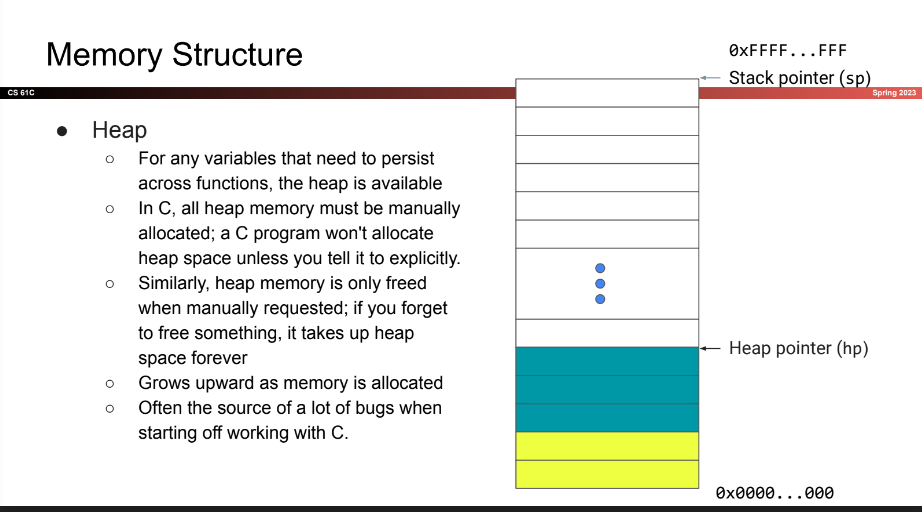 Memory Structure
0xFFFF...FFF
Stack pointer (sp)
CS 61C
Spring 2023
● Heap
○ For any variables that need to persist
across functions, the heap is available
○ In C, all heap memory must be manually
allocated; a C program won't allocate
heap space unless you tell it to explicitly.
○ Similarly, heap memory is only freed
when manually requested; if you forget
to free something, it takes up heap
space forever
○ Grows upward as memory is allocated
○ Often the source of a lot of bugs when
starting off working with C.
Heap pointer (hp)
0x0000...000